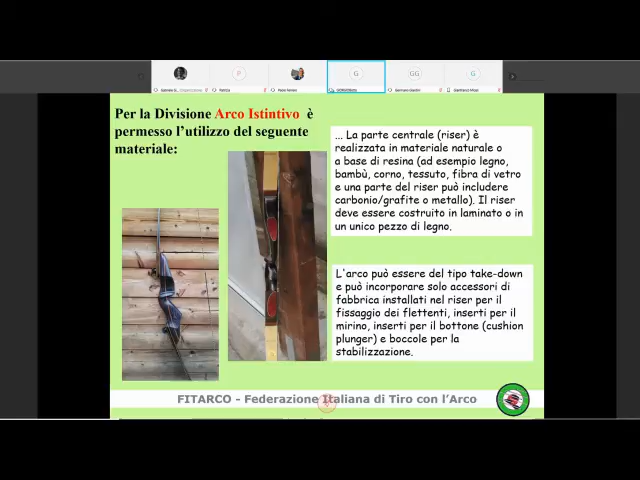 P
G
GG
G
Patrizia
Per la Divisione Arco Istintivo è
permesso l'utilizzo del seguente
materiale:
... La parte centrale (riser) è
realizzata in materiale naturale o
a base di resina (ad esempio legno,
bambù, corno, tessuto, fibra di vetro
e una parte del riser può includere
carbonio/grafite o metallo). Il riser
deve essere costruito in laminato o in
un unico pezzo di legno.
L'arco può essere del tipo take-down
e può incorporare solo accessori di
fabbrica installati nel riser per il
fissaggio dei flettenti, inserti per il
mirino, inserti per il bottone (cushion
plunger) e boccole per la
stabilizzazione.
FITARCO - Federazione Italiana di Tiro con l'Arco